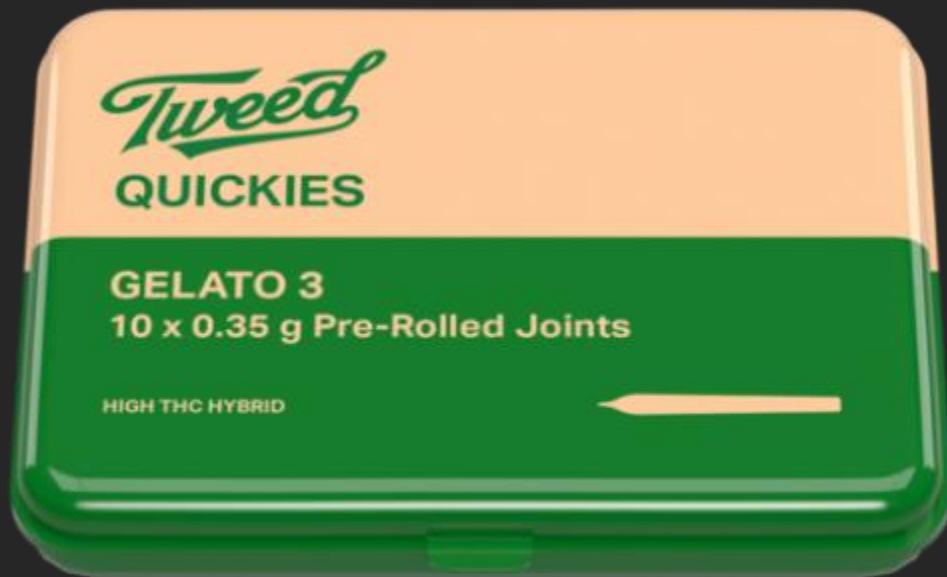 Tweed
QUICKIES
GELATO 3
10 x 0.35 g Pre-Rolled Joints
HIGH THC HYBRID